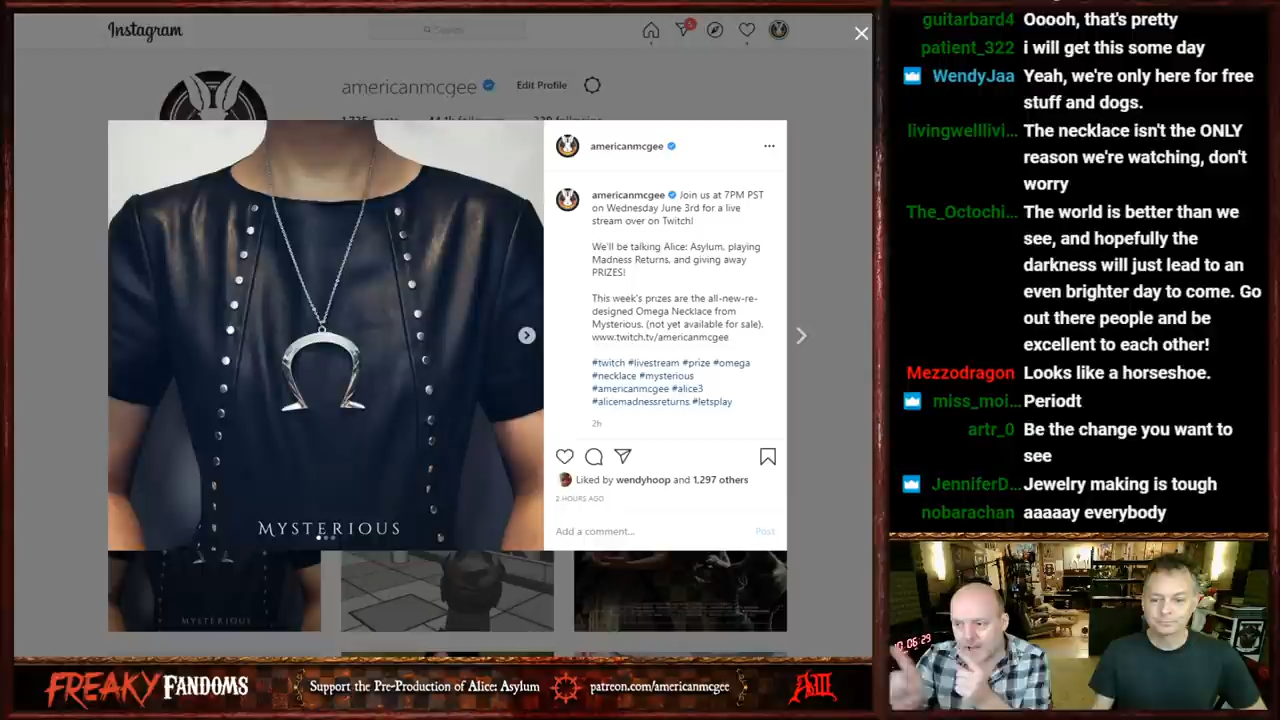 Instagram
Search
5
americanmcgee
Edit Profile
MYSTERIOUS
americanmcgee
americanmcgee Join us at 7PM PST
on Wednesday June 3rd for a live
stream over on Twitch!
We'll be talking Alice: Asylum, playing
Madness Returns, and giving away
PRIZES!
This week's prizes are the all-new-re-
designed Omega Necklace from
Mysterious. (not yet available for sale).
www.twitch.tv/americanmcgee
#twitch #livestream #prize #omega
#necklace #mysterious
#americanmcgee #alice3
#alicemadnessreturns #letsplay
2h
Liked by wendyhoop and 1,297 others
2 HOURS AGO
Add a comment...
Post
MYSTERIOUS
guitarbard4 Ooooh, that's pretty
patient_322 i will get this some day
WendyJaa Yeah, we're only here for free
stuff and dogs.
livingwelllivi... The necklace isn't the ONLY
reason we're watching, don't
worry
The_Octochi... The world is better than we
see, and hopefully the
darkness will just lead to an
even brighter day to come. Go
out there people and be
excellent to each other!
Mezzodragon Looks like a horseshoe.
miss_moi... Periodt
artr_0 Be the change you want to
see
JenniferD... Jewelry making is tough
nobarachan aaaaay everybody
FREAKY FANDOMS
Support the Pre-Production of Alice: Asylum
patreon.com/americanmcgee